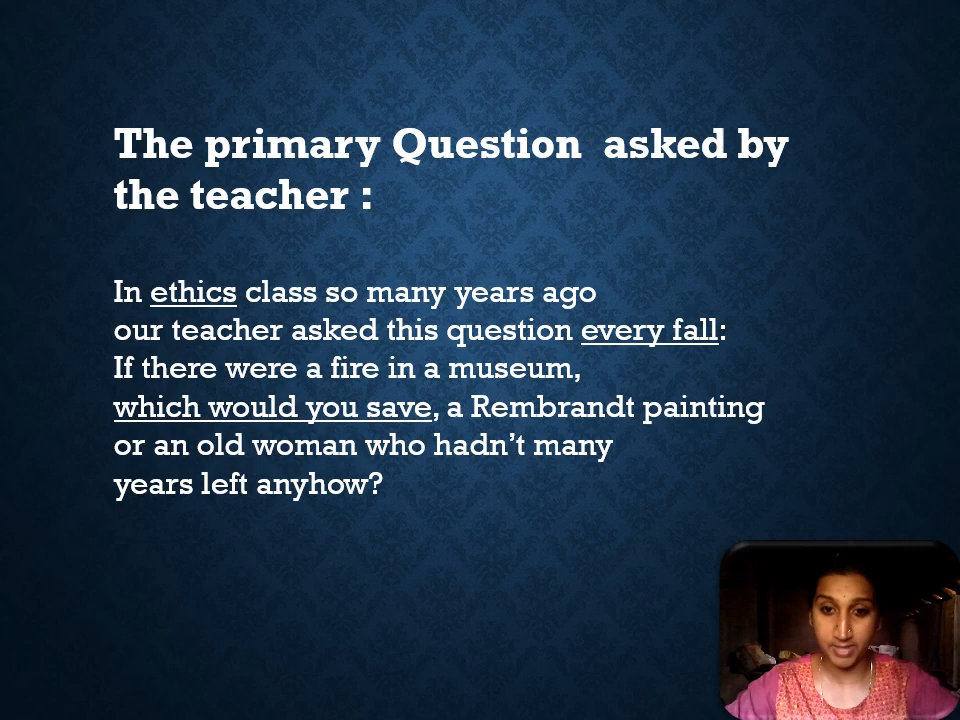 The primary Question  asked by
the teacher :
In ethics class so many years ago
our teacher asked this question every fall:
If there were a fire in a museum,
which would you save, a Rembrandt painting
or an old woman who hadn’t many
years left anyhow?